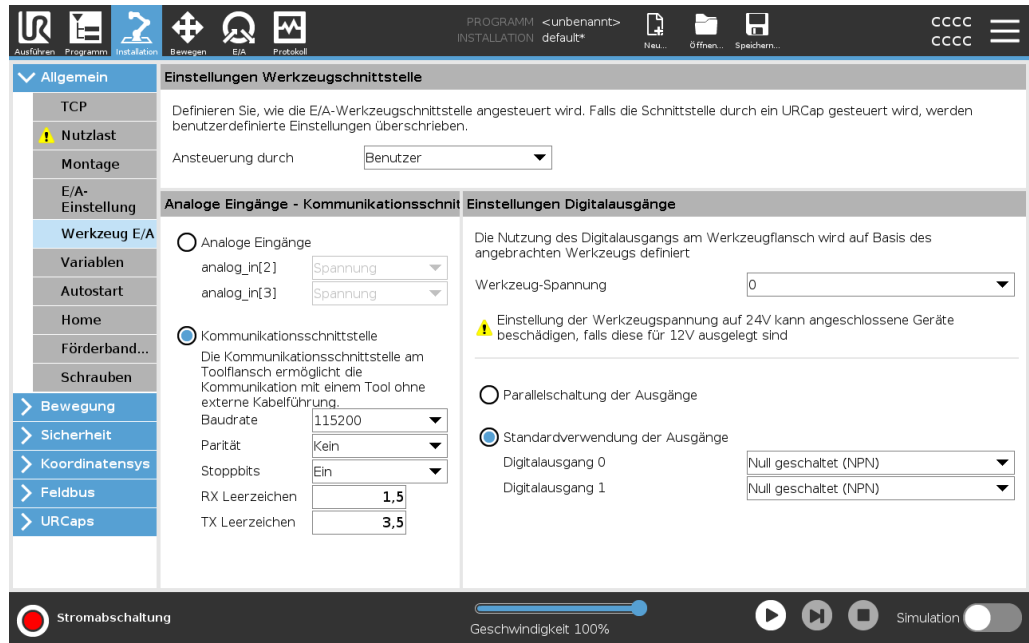 UR
Ausführen
Programm
Installation
Bewegen
E/A
Protokoll
PROGRAMM <unbenannt>
INSTALLATION default*
Neu...
Öffnen...
Speichern...
CCCC
CCCC
Allgemein
TCP
Nutzlast
Montage
E/A-
Einstellung
Werkzeug E/A
Variablen
Autostart
Home
Förderband...
Schrauben
Bewegung
Sicherheit
Koordinatensys
Feldbus
URCaps
Einstellungen Werkzeugschnittstelle
Definieren Sie, wie die E/A-Werkzeugschnittstelle angesteuert wird. Falls die Schnittstelle durch ein URCap gesteuert wird, werden
benutzerdefinierte Einstellungen überschrieben.
Ansteuerung durch Benutzer
Analoge Eingänge - Kommunikationsschnit
Analoge Eingänge
analog_in[2] Spannung
analog_in[3] Spannung
Kommunikationsschnittstelle
Die Kommunikationsschnittstelle am
Toolflansch ermöglicht die
Kommunikation mit einem Tool ohne
externe Kabelführung.
Baudrate 115200
Parität Kein
Stoppbits Ein
RX Leerzeichen 1,5
TX Leerzeichen 3,5
Einstellungen Digitalausgänge
Die Nutzung des Digitalausgangs am Werkzeugflansch wird auf Basis des
angebrachten Werkzeugs definiert
Werkzeug-Spannung 0
Einstellung der Werkzeugspannung auf 24V kann angeschlossene Geräte
beschädigen, falls diese für 12V ausgelegt sind
Parallelschaltung der Ausgänge
Standardverwendung der Ausgänge
Digitalausgang 0 Null geschaltet (NPN)
Digitalausgang 1 Null geschaltet (NPN)
Stromabschaltung
Geschwindigkeit 100%
Simulation